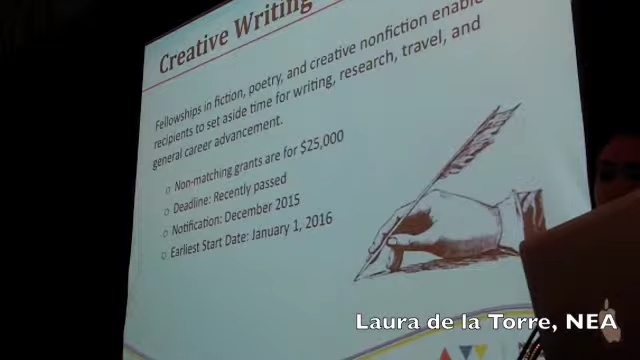 Creative Writing
Fellowships in fiction, poetry, and creative nonfiction enable
recipients to set aside time for writing, research, travel, and
general career advancement.
o Non-matching grants are for $25,000
o Deadline: Recently passed
o Notification: December 2015
o Earliest Start Date: January 1, 2016
Laura de la Torre, NEA